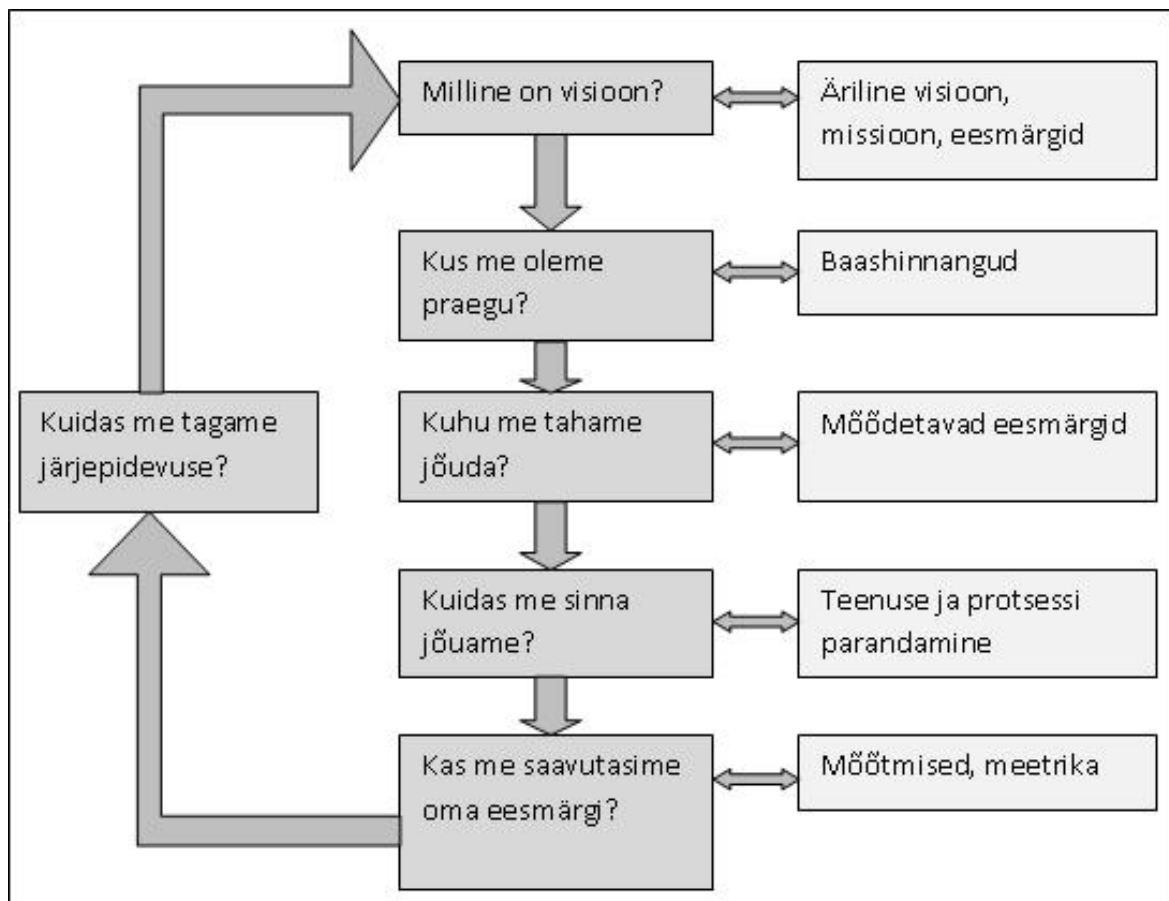 Milline on visioon?
Äriline visioon,
missioon, eesmärgid
Kus me oleme
praegu?
Baashinnangud
Kuidas me tagame
järjepidevuse?
Kuhu me tahame
jõuda?
Mõõdetavad eesmärgid
Kuidas me sinna
jõuame?
Teenuse ja protsessi
parandamine
Kas me saavutasime
oma eesmärgi?
Mõõtmised, meetrika